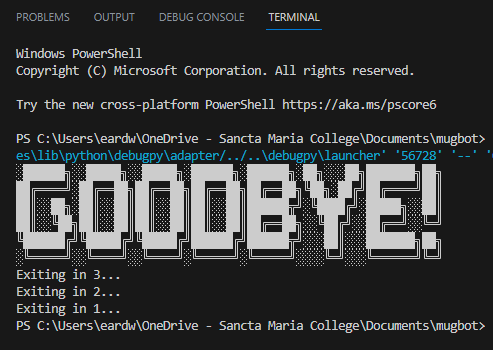 PROBLEMS OUTPUT DEBUG CONSOLE TERMINAL
Windows PowerShell
Copyright (C) Microsoft Corporation. All rights reserved.
Try the new cross-platform PowerShell https://aka.ms/pscore6
PS C:\Users\eardw\OneDrive - Sancta Maria College\Documents\mugbot>
es\lib\python\debugpy\adapter/../..\debugpy\launcher' '56728' '--' '
GOODBYE!
Exiting in 3...
Exiting in 2...
Exiting in 1...
PS C:\Users\eardw\OneDrive - Sancta Maria College\Documents\mugbot>